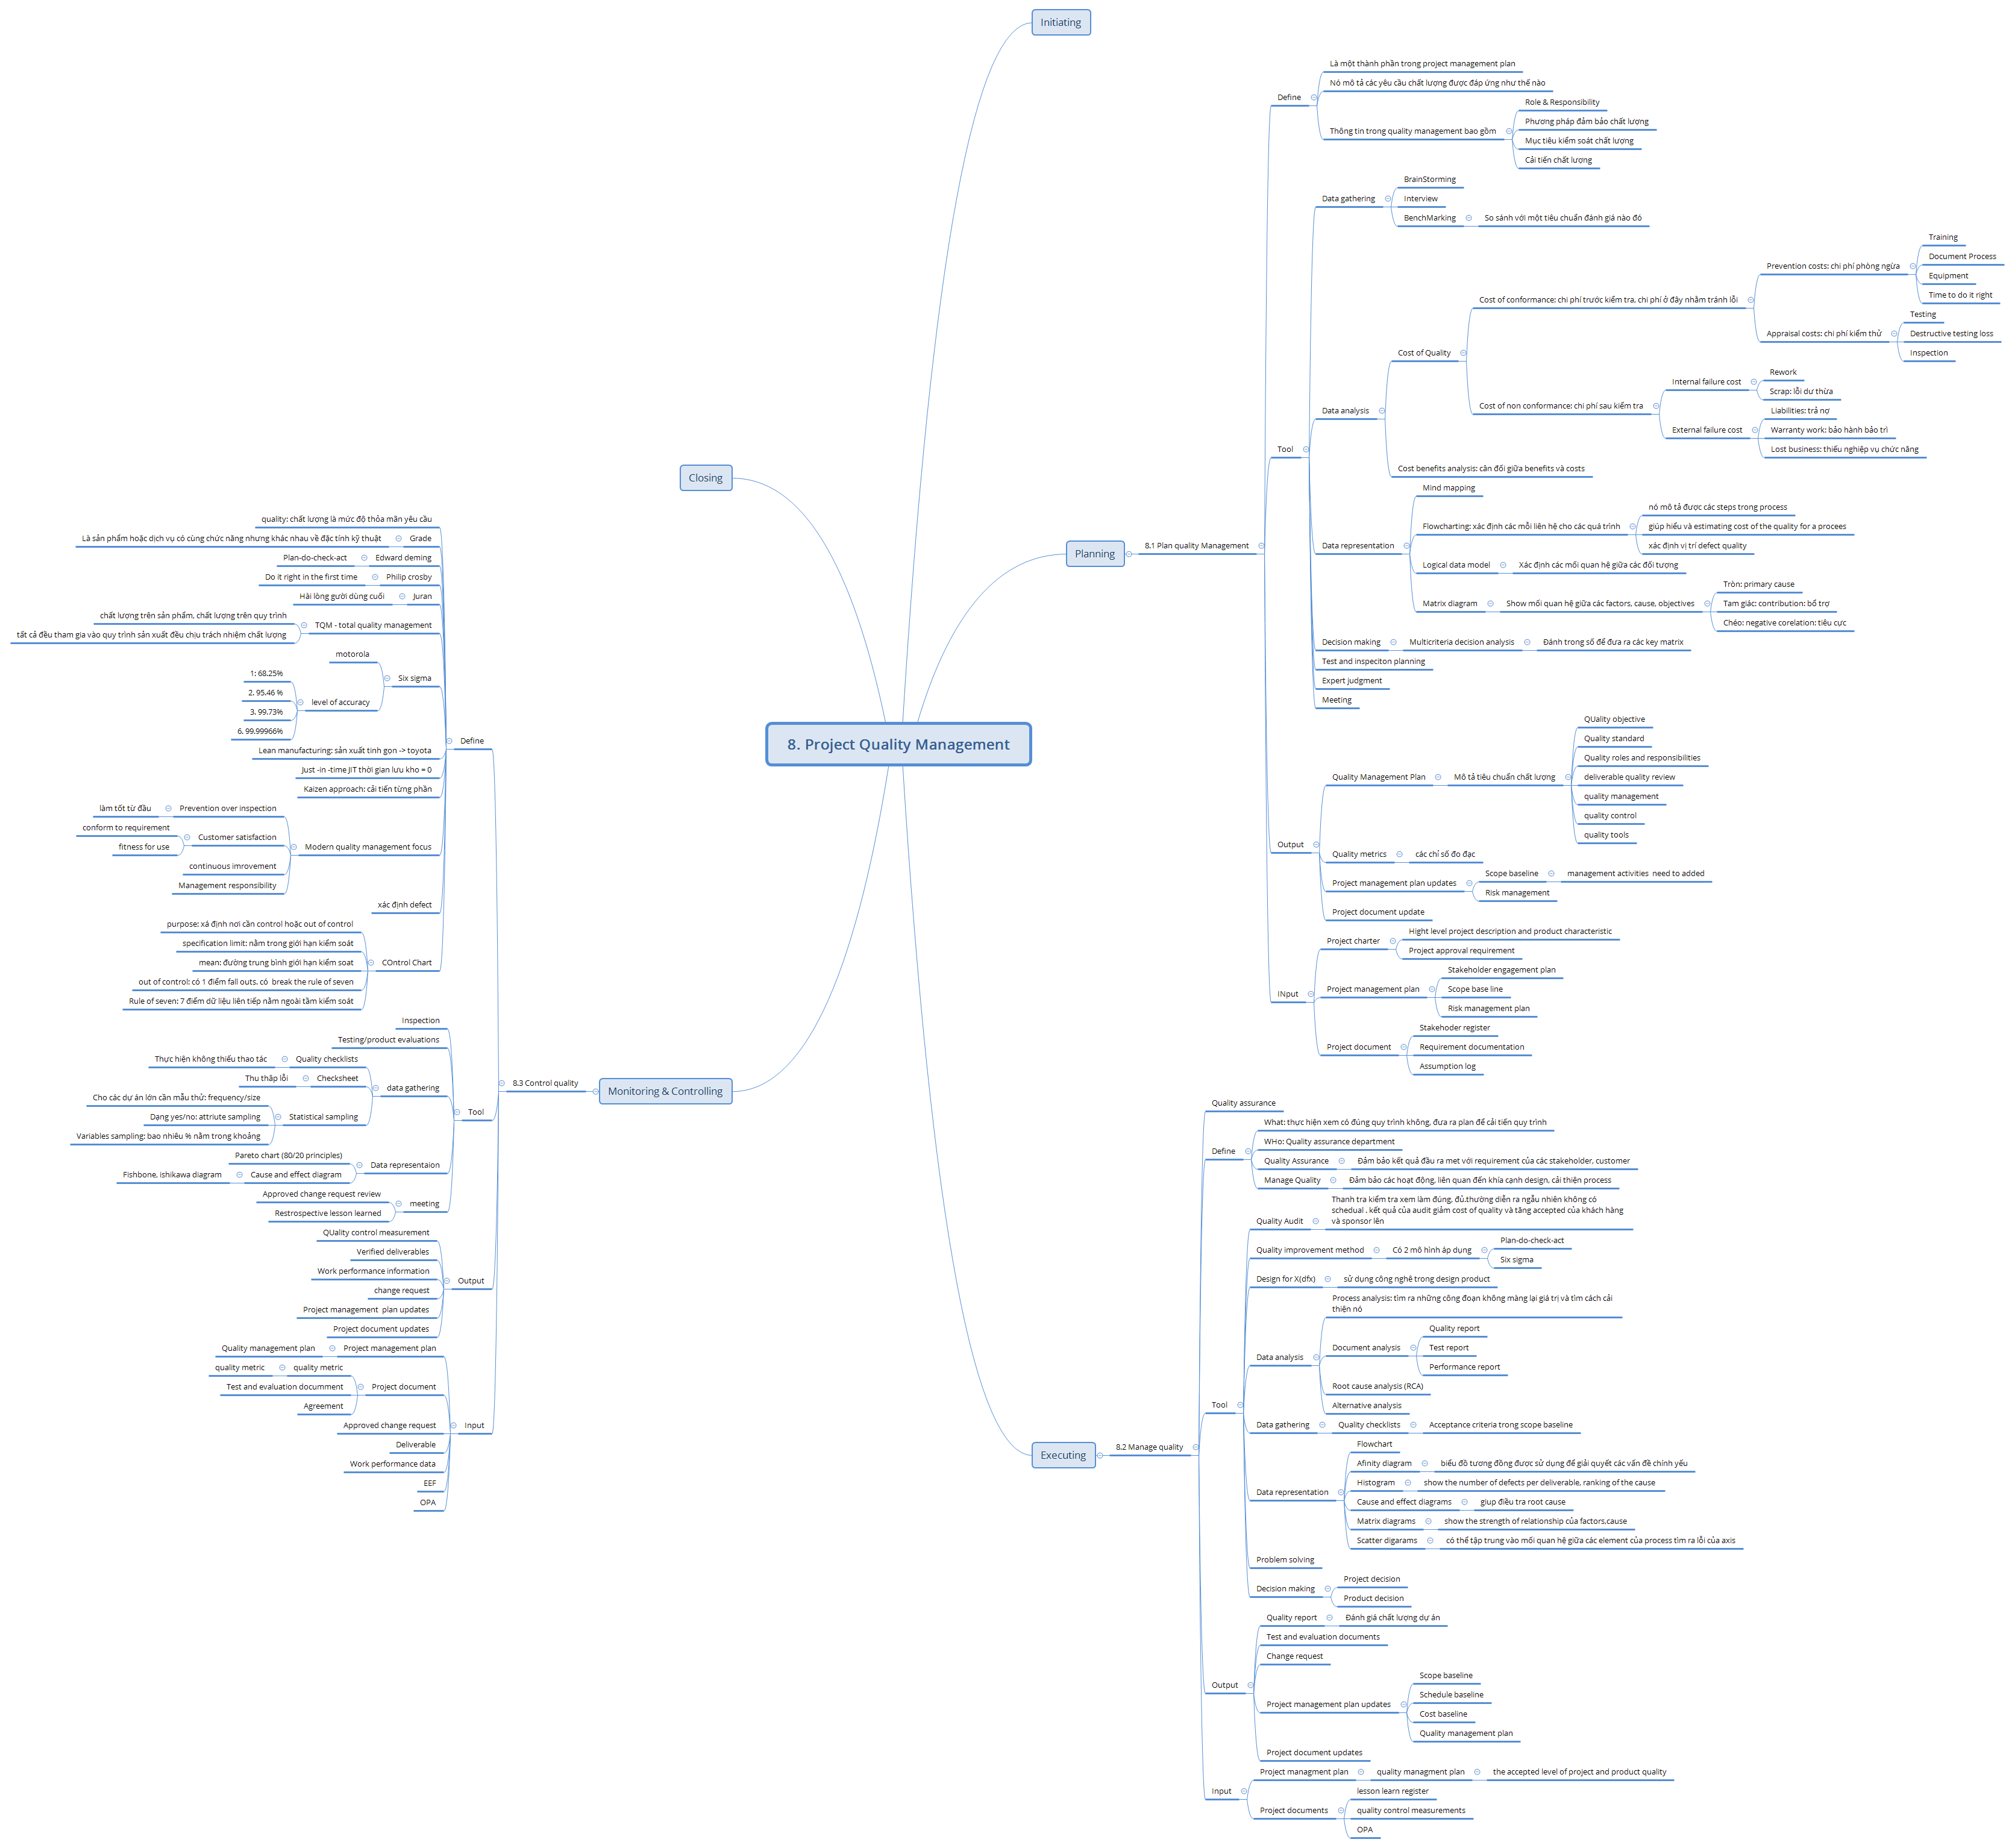 8. Project Quality Management
Initiating
Planning
8.1 Plan quality Management
Define
Là một thành phần trong project management plan
Nó mô tả các yêu cầu chất lượng được đáp ứng như thế nào
Thông tin trong quality management bao gồm
Role & Responsibility
Phương pháp đảm bảo chất lượng
Mục tiêu kiểm soát chất lượng
Cải tiến chất lượng
Tool
Data gathering
BrainStorming
Interview
BenchMarking
So sánh với một tiêu chuẩn đánh giá nào đó
Data analysis
Cost of Quality
Cost of conformance: chi phí trước kiểm tra, chi phí ở đây nhằm tránh lỗi
Prevention costs: chi phí phòng ngừa
Training
Document Process
Equipment
Time to do it right
Appraisal costs: chi phí kiểm thử
Testing
Destructive testing loss
Inspection
Cost of non conformance: chi phí sau kiểm tra
Internal failure cost
Rework
Scrap: lỗi dư thừa
External failure cost
Liabilities: trả nợ
Warranty work: bảo hành bảo trì
Lost business: thiếu nghiệp vụ chức năng
Cost benefits analysis: cân đối giữa benefits và costs
Data representation
Mind mapping
Flowcharting: xác định các mỗi liên hệ cho các quá trình
nó mô tả được các steps trong process
giúp hiểu và estimating cost of the quality for a procees
xác định vị trí defect quality
Logical data model
Xác định các mối quan hệ giữa các đối tượng
Matrix diagram
Show mối quan hệ giữa các factors, cause, objectives
Tròn: primary cause
Tam giác: contribution: bổ trợ
Chéo: negative corelation: tiêu cực
Decision making
Multicriteria decision analysis
Đánh trong số để đưa ra các key matrix
Test and inspeciton planning
Expert judgment
Meeting
Output
Quality Management Plan
Mô tả tiêu chuẩn chất lượng
QUality objective
Quality standard
Quality roles and responsibilities
deliverable quality review
quality management
quality control
quality tools
Quality metrics
các chỉ số đo đạc
Project management plan updates
Scope baseline
management activities  need to added
Risk management
Project document update
INput
Project charter
Hight level project description and product characteristic
Project approval requirement
Project management plan
Stakeholder engagement plan
Scope base line
Risk management plan
Project document
Stakehoder register
Requirement documentation
Assumption log
Executing
8.2 Manage quality
Quality assurance
Define
What: thực hiện xem có đúng quy trình không, đưa ra plan để cải tiến quy trình
WHo: Quality assurance department
Quality Assurance
Đảm bảo kết quả đầu ra met với requirement của các stakeholder, customer
Manage Quality
Đảm bảo các hoạt động, liên quan đến khía cạnh design, cải thiện process
Tool
Quality Audit
Thanh tra kiểm tra xem làm đúng, đủ.thường diễn ra ngẫu nhiên không có
schedual . kết quả của audit giảm cost of quality và tăng accepted của khách hàng
và sponsor lên
Quality improvement method
Có 2 mô hình áp dụng
Plan-do-check-act
Six sigma
Design for X(dfx)
sử dụng công nghê trong design product
Data analysis
Process analysis: tìm ra những công đoạn không màng lại giá trị và tìm cách cải
thiện nó
Document analysis
Quality report
Test report
Performance report
Root cause analysis (RCA)
Alternative analysis
Data gathering
Quality checklists
Acceptance criteria trong scope baseline
Data representation
Flowchart
Afinity diagram
biểu đồ tương đồng được sử dụng để giải quyết các vấn đề chính yếu
Histogram
show the number of defects per deliverable, ranking of the cause
Cause and effect diagrams
giup điều tra root cause
Matrix diagrams
show the strength of relationship của factors,cause
Scatter digarams
có thể tập trung vào mối quan hệ giữa các element của process tìm ra lỗi của axis
Problem solving
Decision making
Project decision
Product decision
Output
Quality report
Đánh giá chất lượng dự án
Test and evaluation documents
Change request
Project management plan updates
Scope baseline
Schedule baseline
Cost baseline
Quality management plan
Project document updates
Input
Project managment plan
quality managment plan
the accepted level of project and product quality
Project documents
lesson learn register
quality control measurements
OPA
Monitoring & Controlling
8.3 Control quality
Define
quality: chất lượng là mức độ thỏa mãn yêu cầu
Grade
Là sản phẩm hoặc dịch vụ có cùng chức năng nhưng khác nhau về đặc tính kỹ thuật
Edward deming
Plan-do-check-act
Philip crosby
Do it right in the first time
Juran
Hài lòng gười dùng cuối
TQM - total quality management
chất lượng trên sản phẩm, chất lượng trên quy trình
tất cả đều tham gia vào quy trình sản xuất đều chịu trách nhiệm chất lượng
Six sigma
motorola
level of accuracy
1: 68.25%
2. 95.46 %
3. 99.73%
6. 99.99966%
Lean manufacturing: sản xuất tinh gọn -> toyota
Just -in -time JIT thời gian lưu kho = 0
Kaizen approach: cải tiến từng phần
Modern quality management focus
Prevention over inspection
làm tốt từ đầu
Customer satisfaction
conform to requirement
fitness for use
continuous imrovement
Management responsibility
xác định defect
COntrol Chart
purpose: xá định nơi cần control hoặc out of control
specification limit: nằm trong giới hạn kiểm soát
mean: đường trung bình giới hạn kiểm soat
out of control: có 1 điểm fall outs. có  break the rule of seven
Rule of seven: 7 điểm dữ liệu liên tiếp nằm ngoài tầm kiểm soát
Tool
Inspection
Testing/product evaluations
data gathering
Quality checklists
Thực hiện không thiếu thao tác
Checksheet
Thu thâp lỗi
Statistical sampling
Cho các dự án lớn cần mẫu thử: frequency/size
Dạng yes/no: attriute sampling
Variables sampling: bao nhiêu % nằm trong khoảng
Data representaion
Pareto chart (80/20 principles)
Cause and effect diagram
Fishbone, ishikawa diagram
meeting
Approved change request review
Restrospective lesson learned
Output
QUality control measurement
Verified deliverables
Work performance information
change request
Project management  plan updates
Project document updates
Input
Project management plan
Quality management plan
Project document
quality metric
quality metric
Test and evaluation documment
Agreement
Approved change request
Deliverable
Work performance data
EEF
OPA
Closing